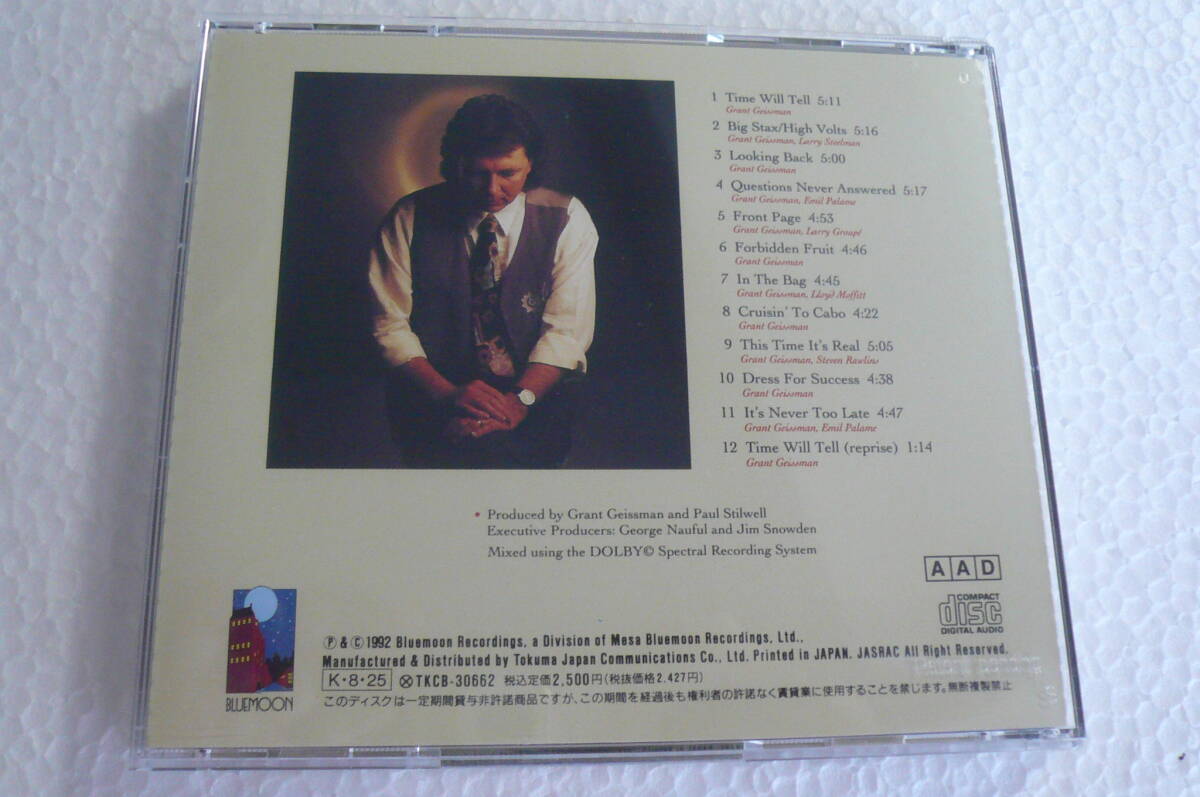 1 Time Will Tell 5:11
Grant Geissman
2 Big Stax/High Volts 5:16
Grant Geissman, Larry Steelman
3 Looking Back 5:00
Grant Geissman
4 Questions Never Answered 5:17
Grant Geissman, Emil Palame
5 Front Page 4:53
Grant Geissman, Larry Groupé
6 Forbidden Fruit 4:46
Grant Geissman
7 In The Bag 4:45
Grant Geissman, Lloyd Moffitt
8 Cruisin' To Cabo 4:22
Grant Geissman
9 This Time It's Real 5:05
Grant Geissman, Steven Rawlins
10 Dress For Success 4:38
Grant Geissman
11 It's Never Too Late 4:47
Grant Geissman, Emil Palame
12 Time Will Tell (reprise) 1:14
Grant Geissman
• Produced by Grant Geissman and Paul Stilwell
Executive Producers: George Nauful and Jim Snowden
Mixed using the DOLBY© Spectral Recording System
A A D
COMPACT
disc
DIGITAL AUDIO
BLUEMOON
Ⓟ & Ⓒ 1992 Bluemoon Recordings, a Division of Mesa Bluemoon Recordings, Ltd.,
Manufactured & Distributed by Tokuma Japan Communications Co., Ltd. Printed in JAPAN. JASRAC All Right Reserved.
K・8・25 ⓍTKCB-30662 税込定価2,500円(税抜価格2,427円)
このディスクは一定期間貸与非許諾商品ですが、この期間を経過後も権利者の許諾なく賃貸業に使用することを禁じます。無断複製禁止